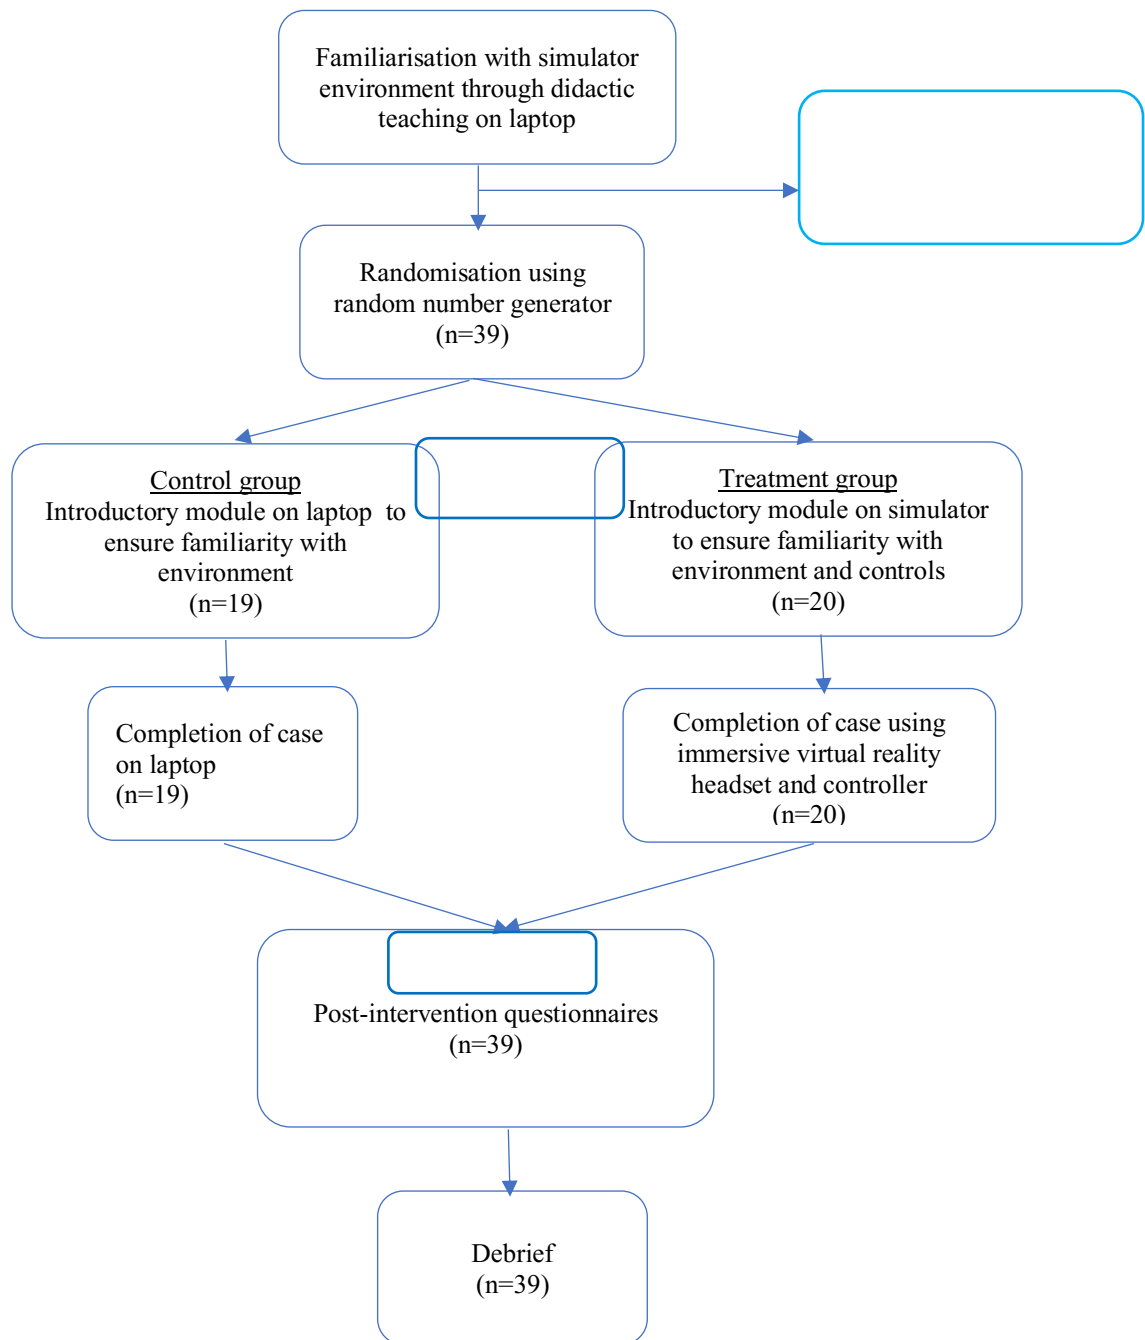 Familiarisation with simulator
environment through didactic
teaching on laptop
Randomisation using
random number generator
(n=39)
Control group
Introductory module on laptop  to
ensure familiarity with
environment
(n=19)
Treatment group
Introductory module on simulator
to ensure familiarity with
environment and controls
(n=20)
Completion of case
on laptop
(n=19)
Completion of case using
immersive virtual reality
headset and controller
(n=20)
Post-intervention questionnaires
(n=39)
Debrief
(n=39)